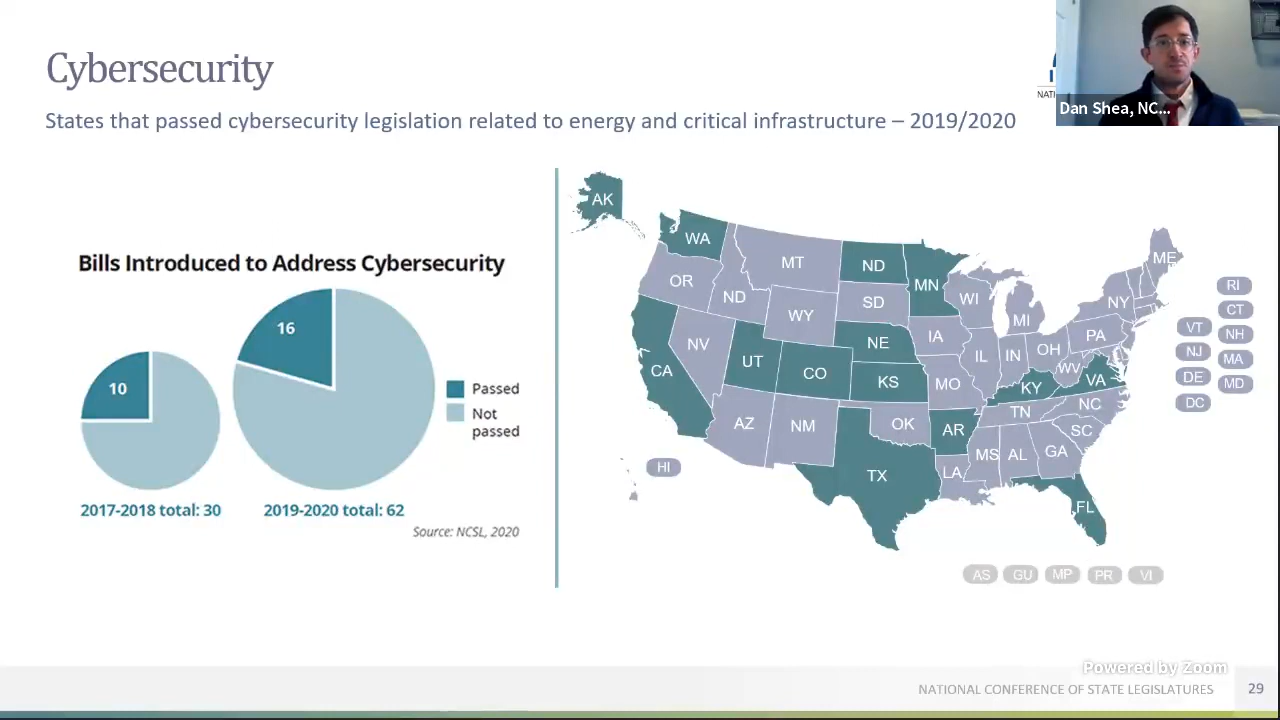 Cybersecurity
States that passed cybersecurity legislation related to energy and critical infrastructure – 2019/2020
NATI
Dan Shea, NC...
Bills Introduced to Address Cybersecurity
16
10
Passed
Not
passed
2017-2018 total: 30
2019-2020 total: 62
Source: NCSL, 2020
AK
WA
OR
ND
MT
WY
NV
CA
UT
CO
AZ
NM
ND
SD
NE
KS
OK
TX
MN
IA
MO
AR
LA
WI
IL
MI
IN
OH
KY
TN
MS
AL
GA
FL
SC
NC
VA
WV
PA
NY
ME
RI
CT
VT
NH
NJ
MA
DE
MD
DC
HI
AS
GU
MP
PR
VI
Powered by Zoom
NATIONAL CONFERENCE OF STATE LEGISLATURES
29